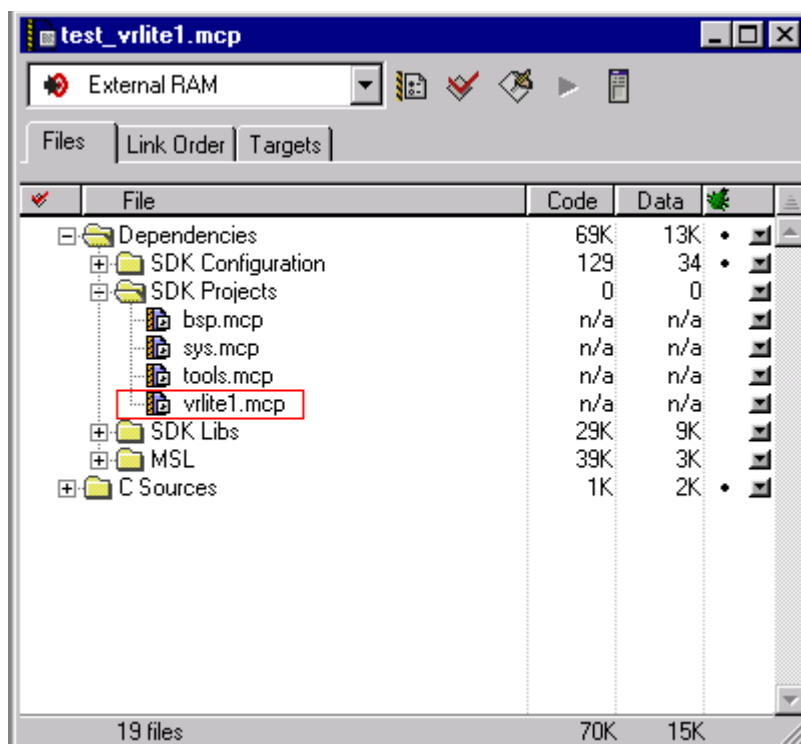 test_vrlite1.mcp
External RAM
Files Link Order Targets
File Code Data
Dependencies 69K 13K
SDK Configuration 129 34
SDK Projects 0 0
bsp.mcp n/a n/a
sys.mcp n/a n/a
tools.mcp n/a n/a
vrlite1.mcp n/a n/a
SDK Libs 29K 9K
MSL 39K 3K
C Sources 1K 2K
19 files 70K 15K